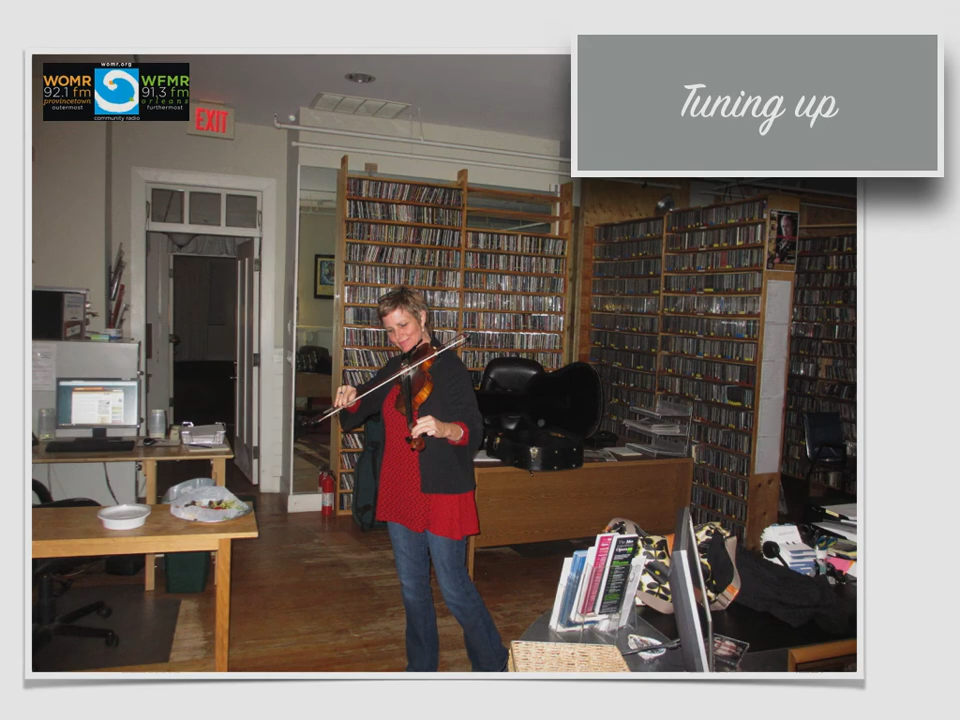 womr.org
WOMR WFMR
92.1 fm 91.3 fm
provincetown orleans
outermost furthermost
community radio
EXIT
Tuning up